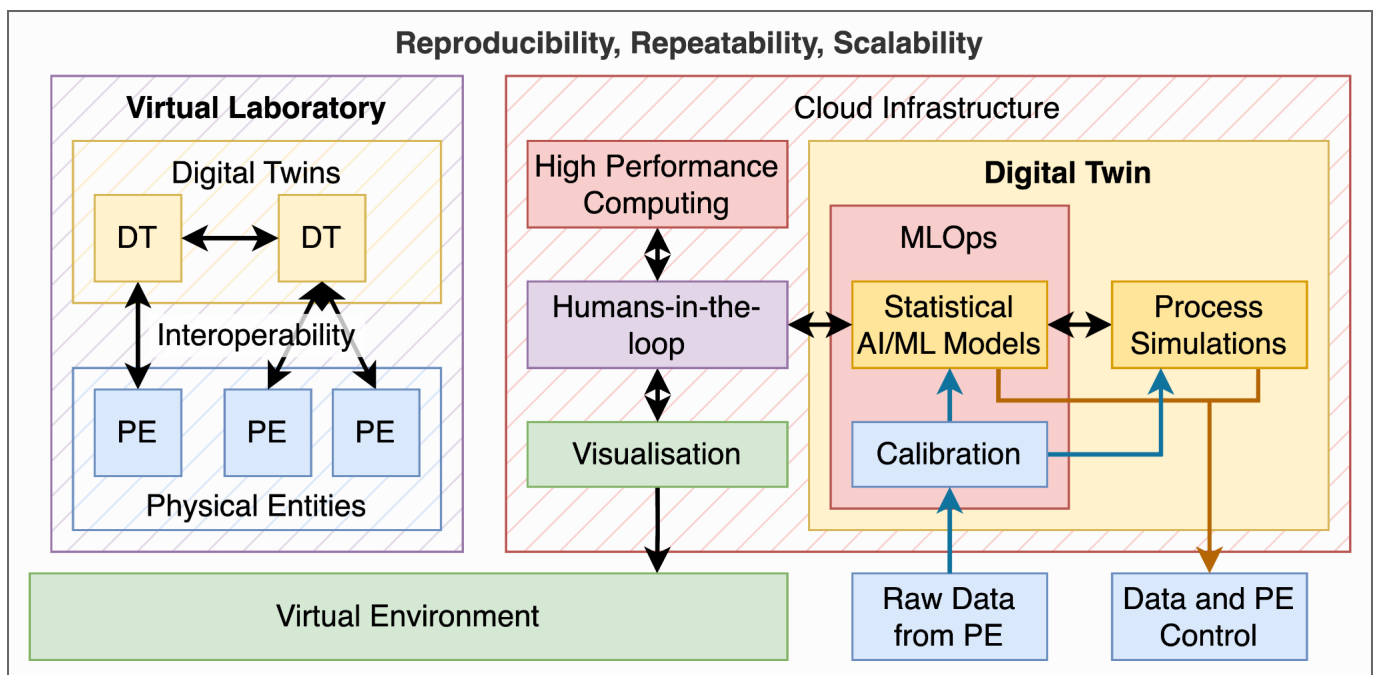 Reproducibility, Repeatability, Scalability
Virtual Laboratory
Digital Twins
DT
DT
Interoperability
PE
PE
PE
Physical Entities
Cloud Infrastructure
High Performance
Computing
Humans-in-the-
loop
Visualisation
Digital Twin
MLOps
Statistical
AI/ML Models
Process
Simulations
Calibration
Virtual Environment
Raw Data
from PE
Data and PE
Control